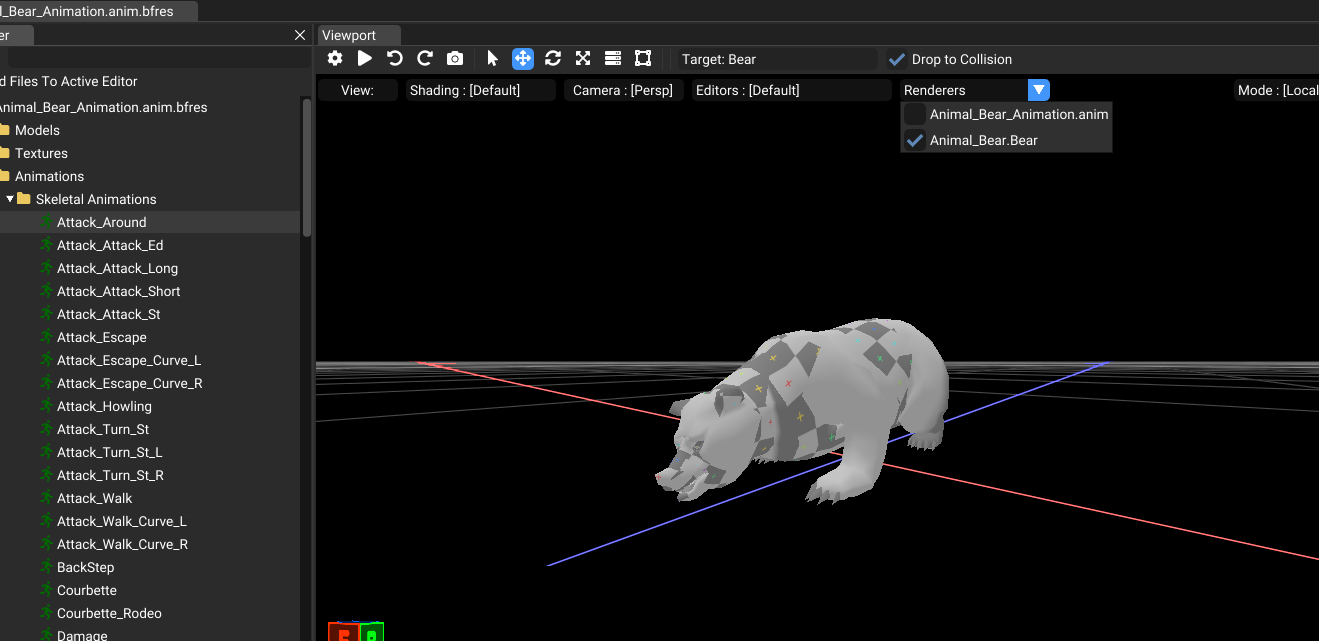 l_Bear_Animation.anim.bfres
er
Viewport
Target: Bear
Drop to Collision
d Files To Active Editor
View:
Shading : [Default]
Camera : [Persp]
Editors : [Default]
Renderers
Mode : [Local
Animal_Bear_Animation.anim
Animal_Bear.Bear
Animal_Bear_Animation.anim.bfres
Models
Textures
Animations
Skeletal Animations
Attack_Around
Attack_Attack_Ed
Attack_Attack_Long
Attack_Attack_Short
Attack_Attack_St
Attack_Escape
Attack_Escape_Curve_L
Attack_Escape_Curve_R
Attack_Howling
Attack_Turn_St
Attack_Turn_St_L
Attack_Turn_St_R
Attack_Walk
Attack_Walk_Curve_L
Attack_Walk_Curve_R
BackStep
Courbette
Courbette_Rodeo
Damage